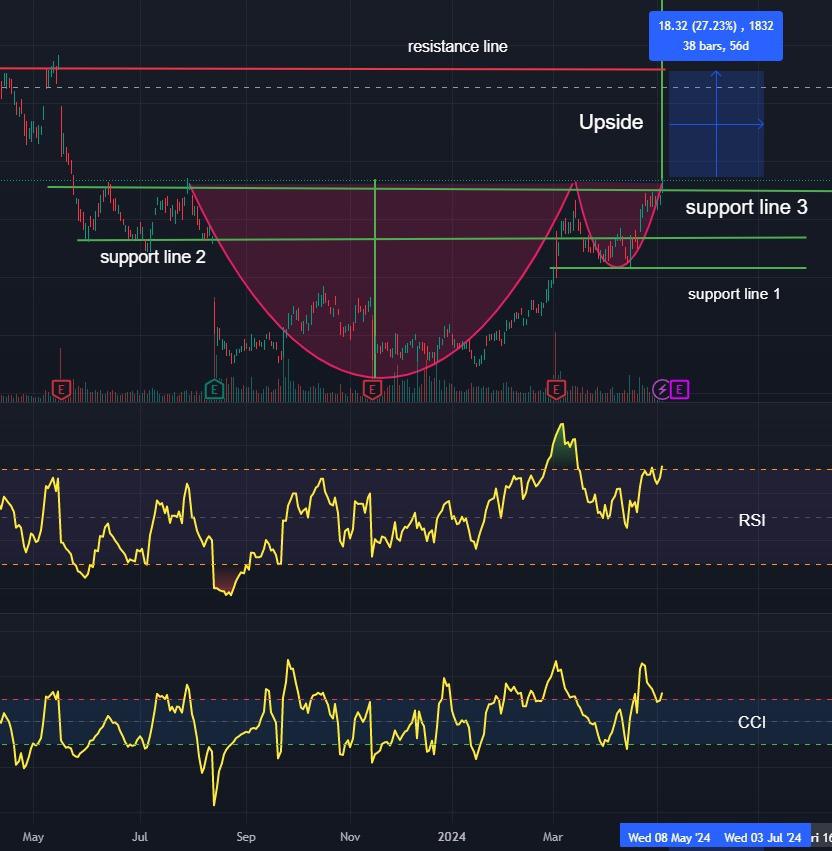 18.32 (27.23%) , 1832
38 bars, 56d
resistance line
Upside
support line 3
support line 2
support line 1
E E E E E
RSI
CCI
May Jul Sep Nov 2024 Mar Wed 08 May '24 Wed 03 Jul '24 ri 16